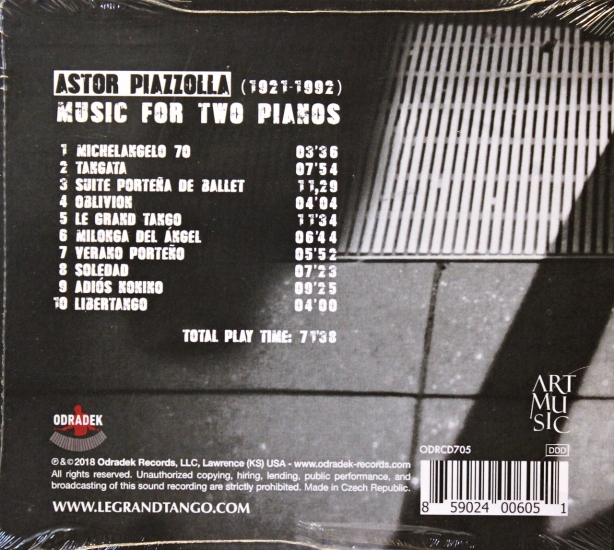 ASTOR PIAZZOLLA (1921-1992)
MUSIC FOR TWO PIANOS
1 MICHELANGELO 70 03'36
2 TANGATA 07'54
3 SUITE PORTEÑA DE BALLET 11,29
4 OBLIVION 04'04
5 LE GRAND TANGO 11'34
6 MILONGA DEL ÁNGEL 06'44
7 VERANO PORTEÑO 05'52
8 SOLEDAD 07'23
9 ADIÓS NONINO 09'25
10 LIBERTANGO 04'00
TOTAL PLAY TIME: 71'38
ART
MU
SIC
ODRADEK
ODRCD705 DDD
℗ & © 2018 Odradek Records, LLC, Lawrence (KS) USA - www.odradek-records.com
All rights reserved. Unauthorized copying, hiring, lending, public performance, and
broadcasting of this sound recording are strictly prohibited. Made in Czech Republic.
WWW.LEGRANDTANGO.COM
8 59024 00605 1